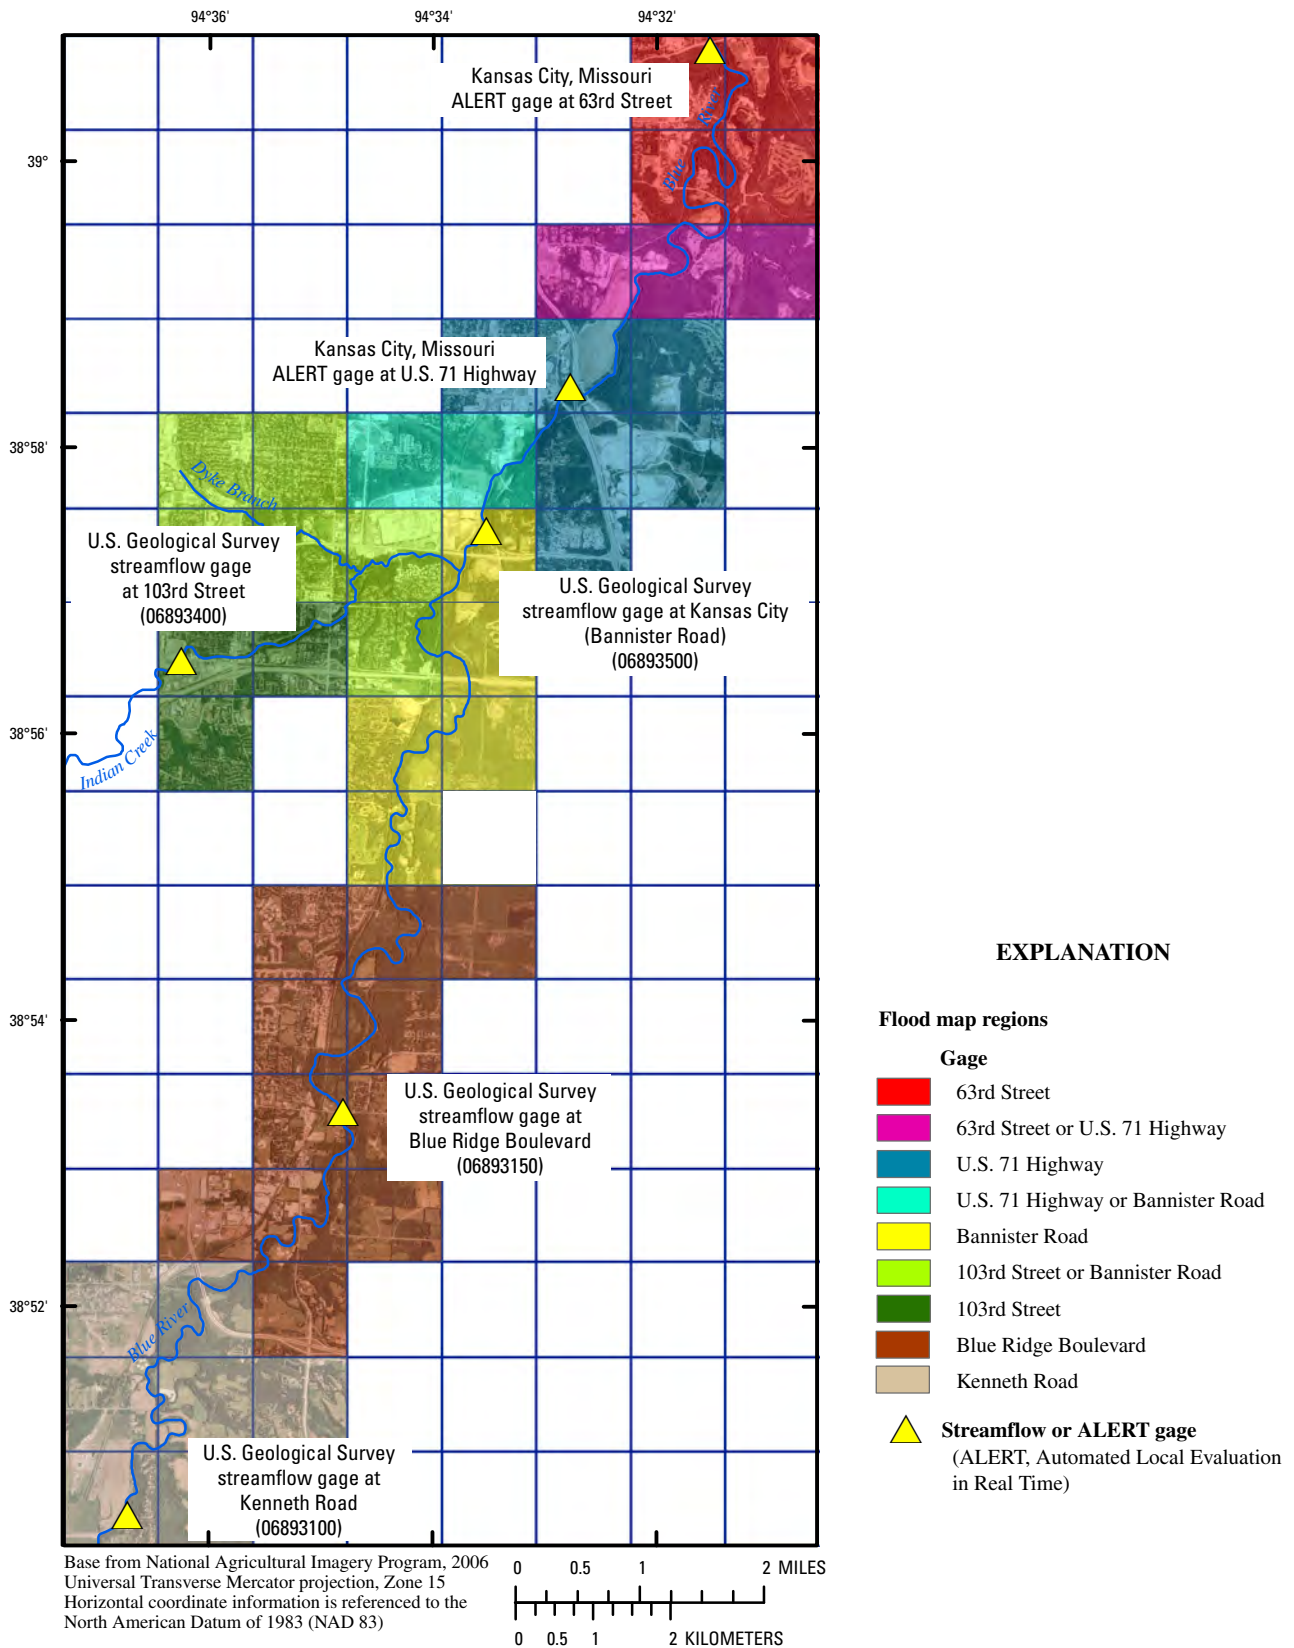 94°36'
94°34'
94°32'
Kansas City, Missouri
ALERT gage at 63rd Street
River
Blue
39°
Kansas City, Missouri
ALERT gage at U.S. 71 Highway
38°58'
Dyke Branch
U.S. Geological Survey
streamflow gage
at 103rd Street
(06893400)
U.S. Geological Survey
streamflow gage at Kansas City
(Bannister Road)
(06893500)
38°56'
Indian Creek
38°54'
U.S. Geological Survey
streamflow gage at
Blue Ridge Boulevard
(06893150)
38°52'
Blue River
U.S. Geological Survey
streamflow gage at
Kenneth Road
(06893100)
EXPLANATION
Flood map regions
Gage
63rd Street
63rd Street or U.S. 71 Highway
U.S. 71 Highway
U.S. 71 Highway or Bannister Road
Bannister Road
103rd Street or Bannister Road
103rd Street
Blue Ridge Boulevard
Kenneth Road
Streamflow or ALERT gage
(ALERT, Automated Local Evaluation
in Real Time)
Base from National Agricultural Imagery Program, 2006
Universal Transverse Mercator projection, Zone 15
Horizontal coordinate information is referenced to the
North American Datum of 1983 (NAD 83)
0 0.5 1 2 MILES
0 0.5 1 2 KILOMETERS